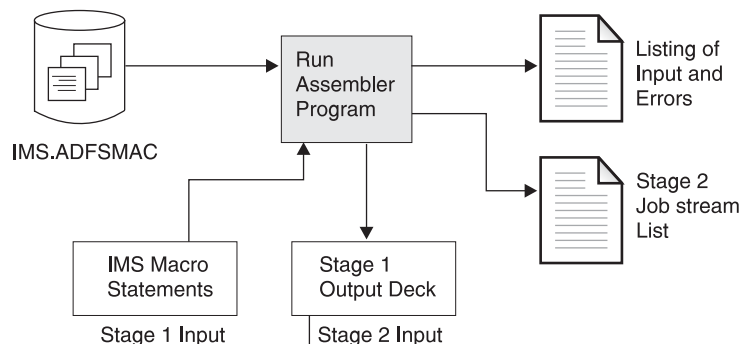 Run
Assembler
Program
Listing of
Input and
Errors
IMS.ADFSMAC
Stage 2
Job stream
List
IMS Macro
Statements
Stage 1
Output Deck
Stage 1 Input
Stage 2 Input